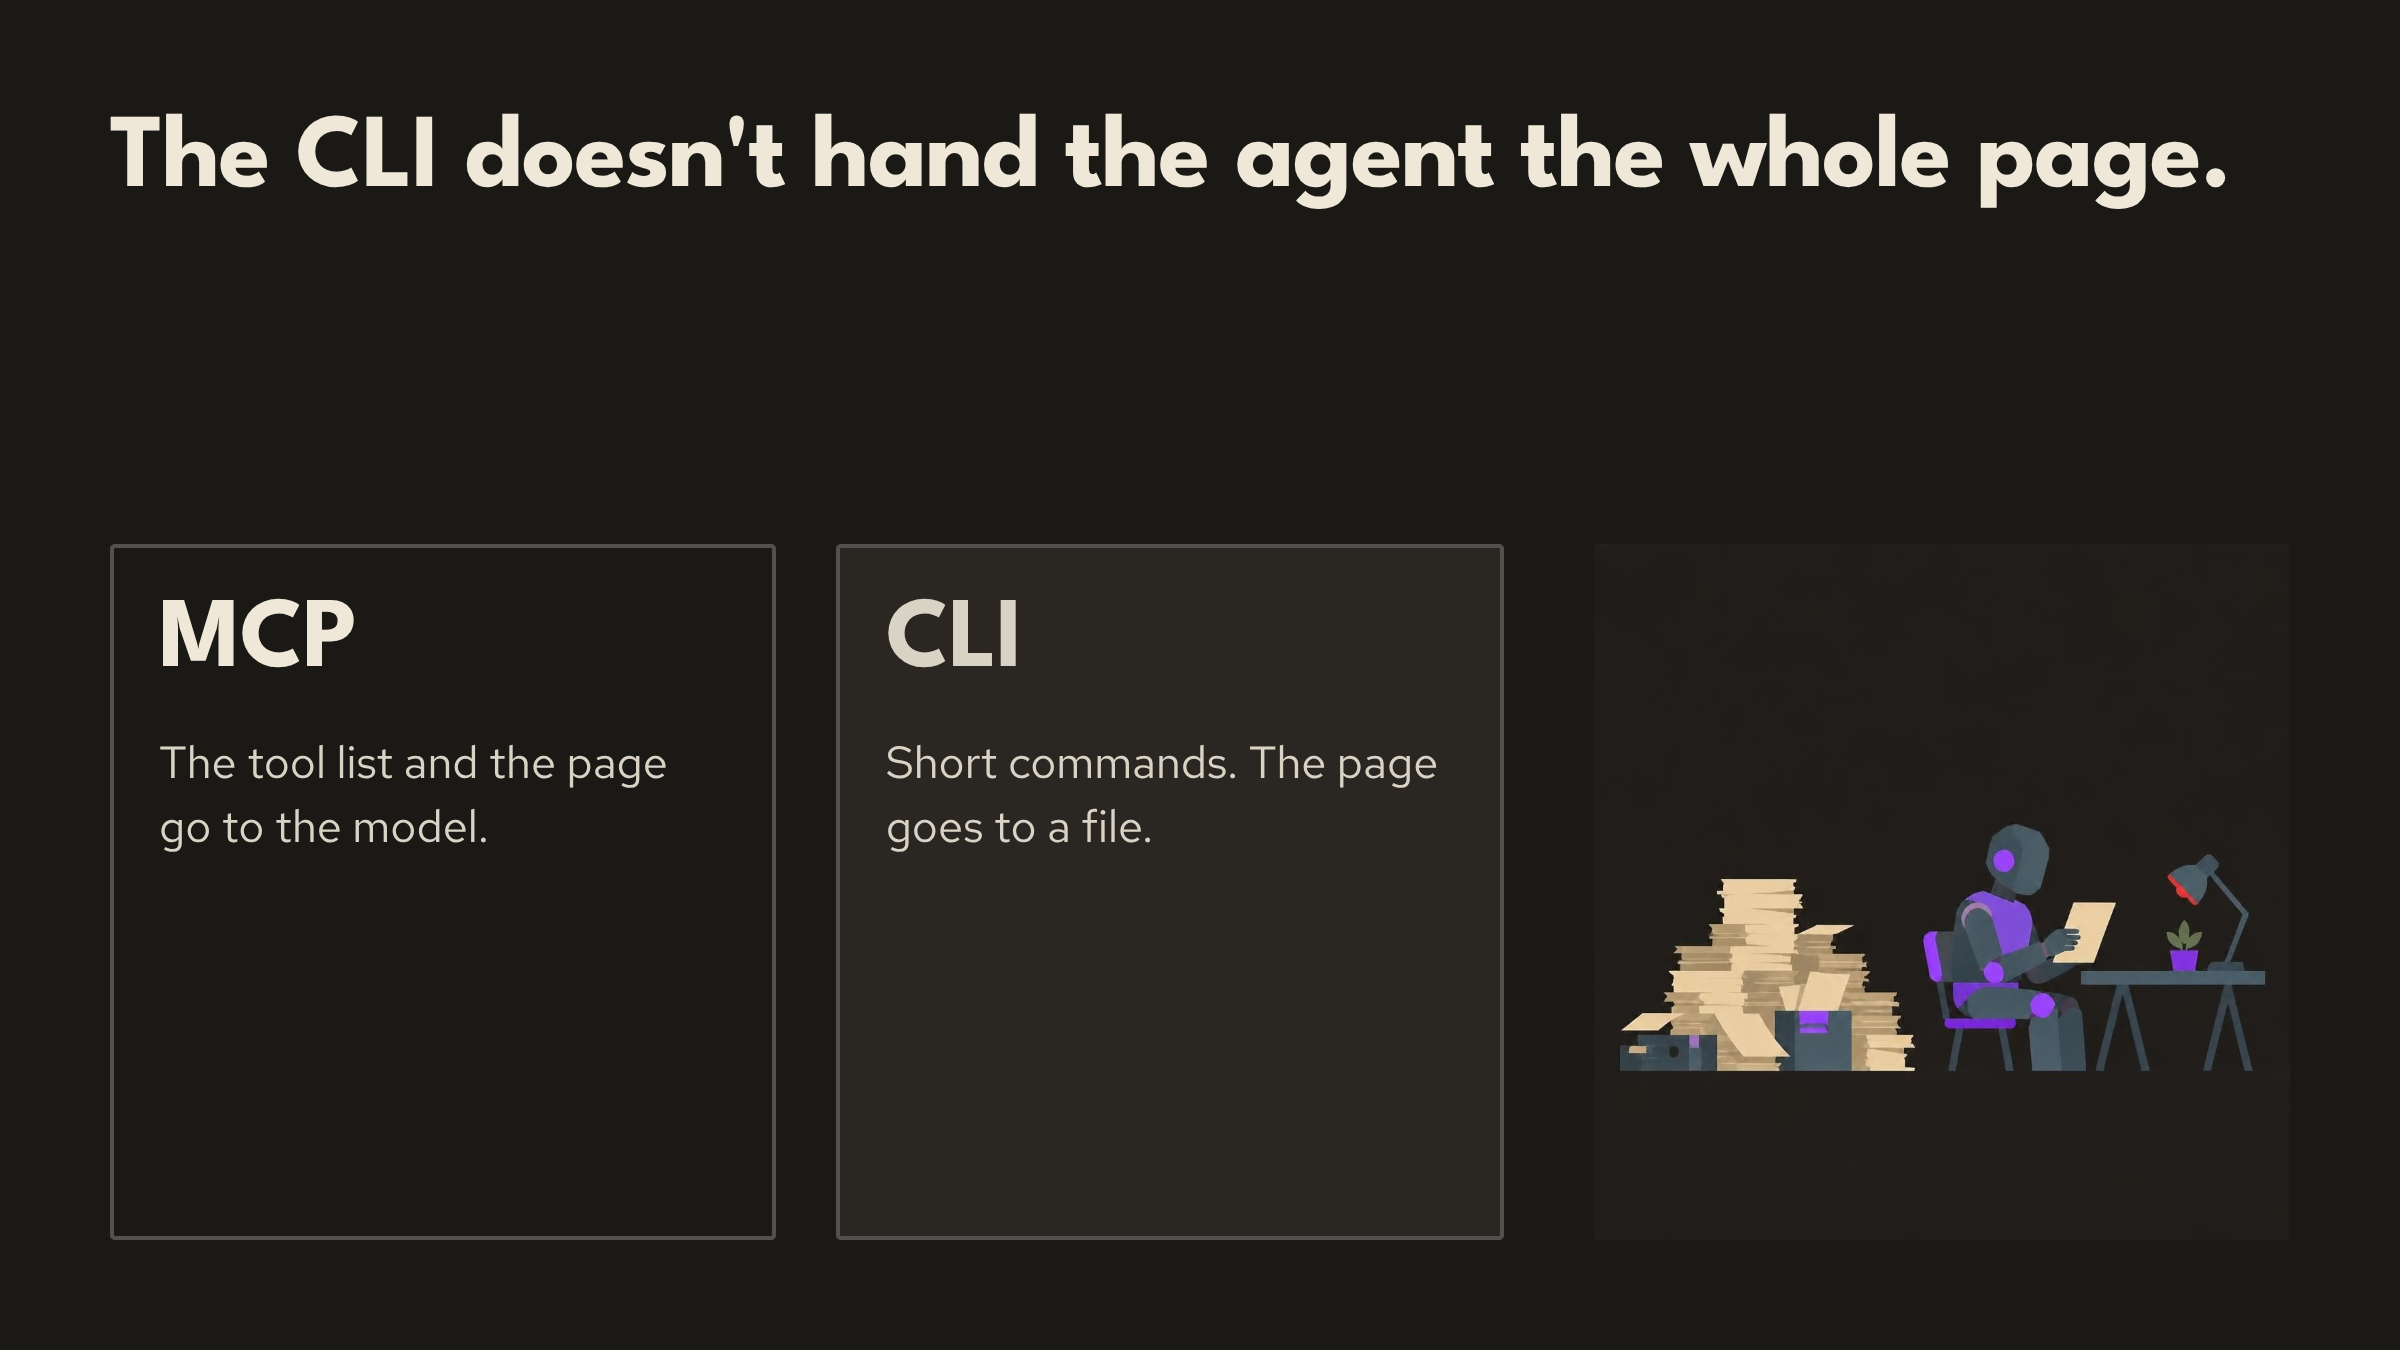 The CLI doesn't hand the agent the whole page.
MCP
The tool list and the page
go to the model.
CLI
Short commands. The page
goes to a file.